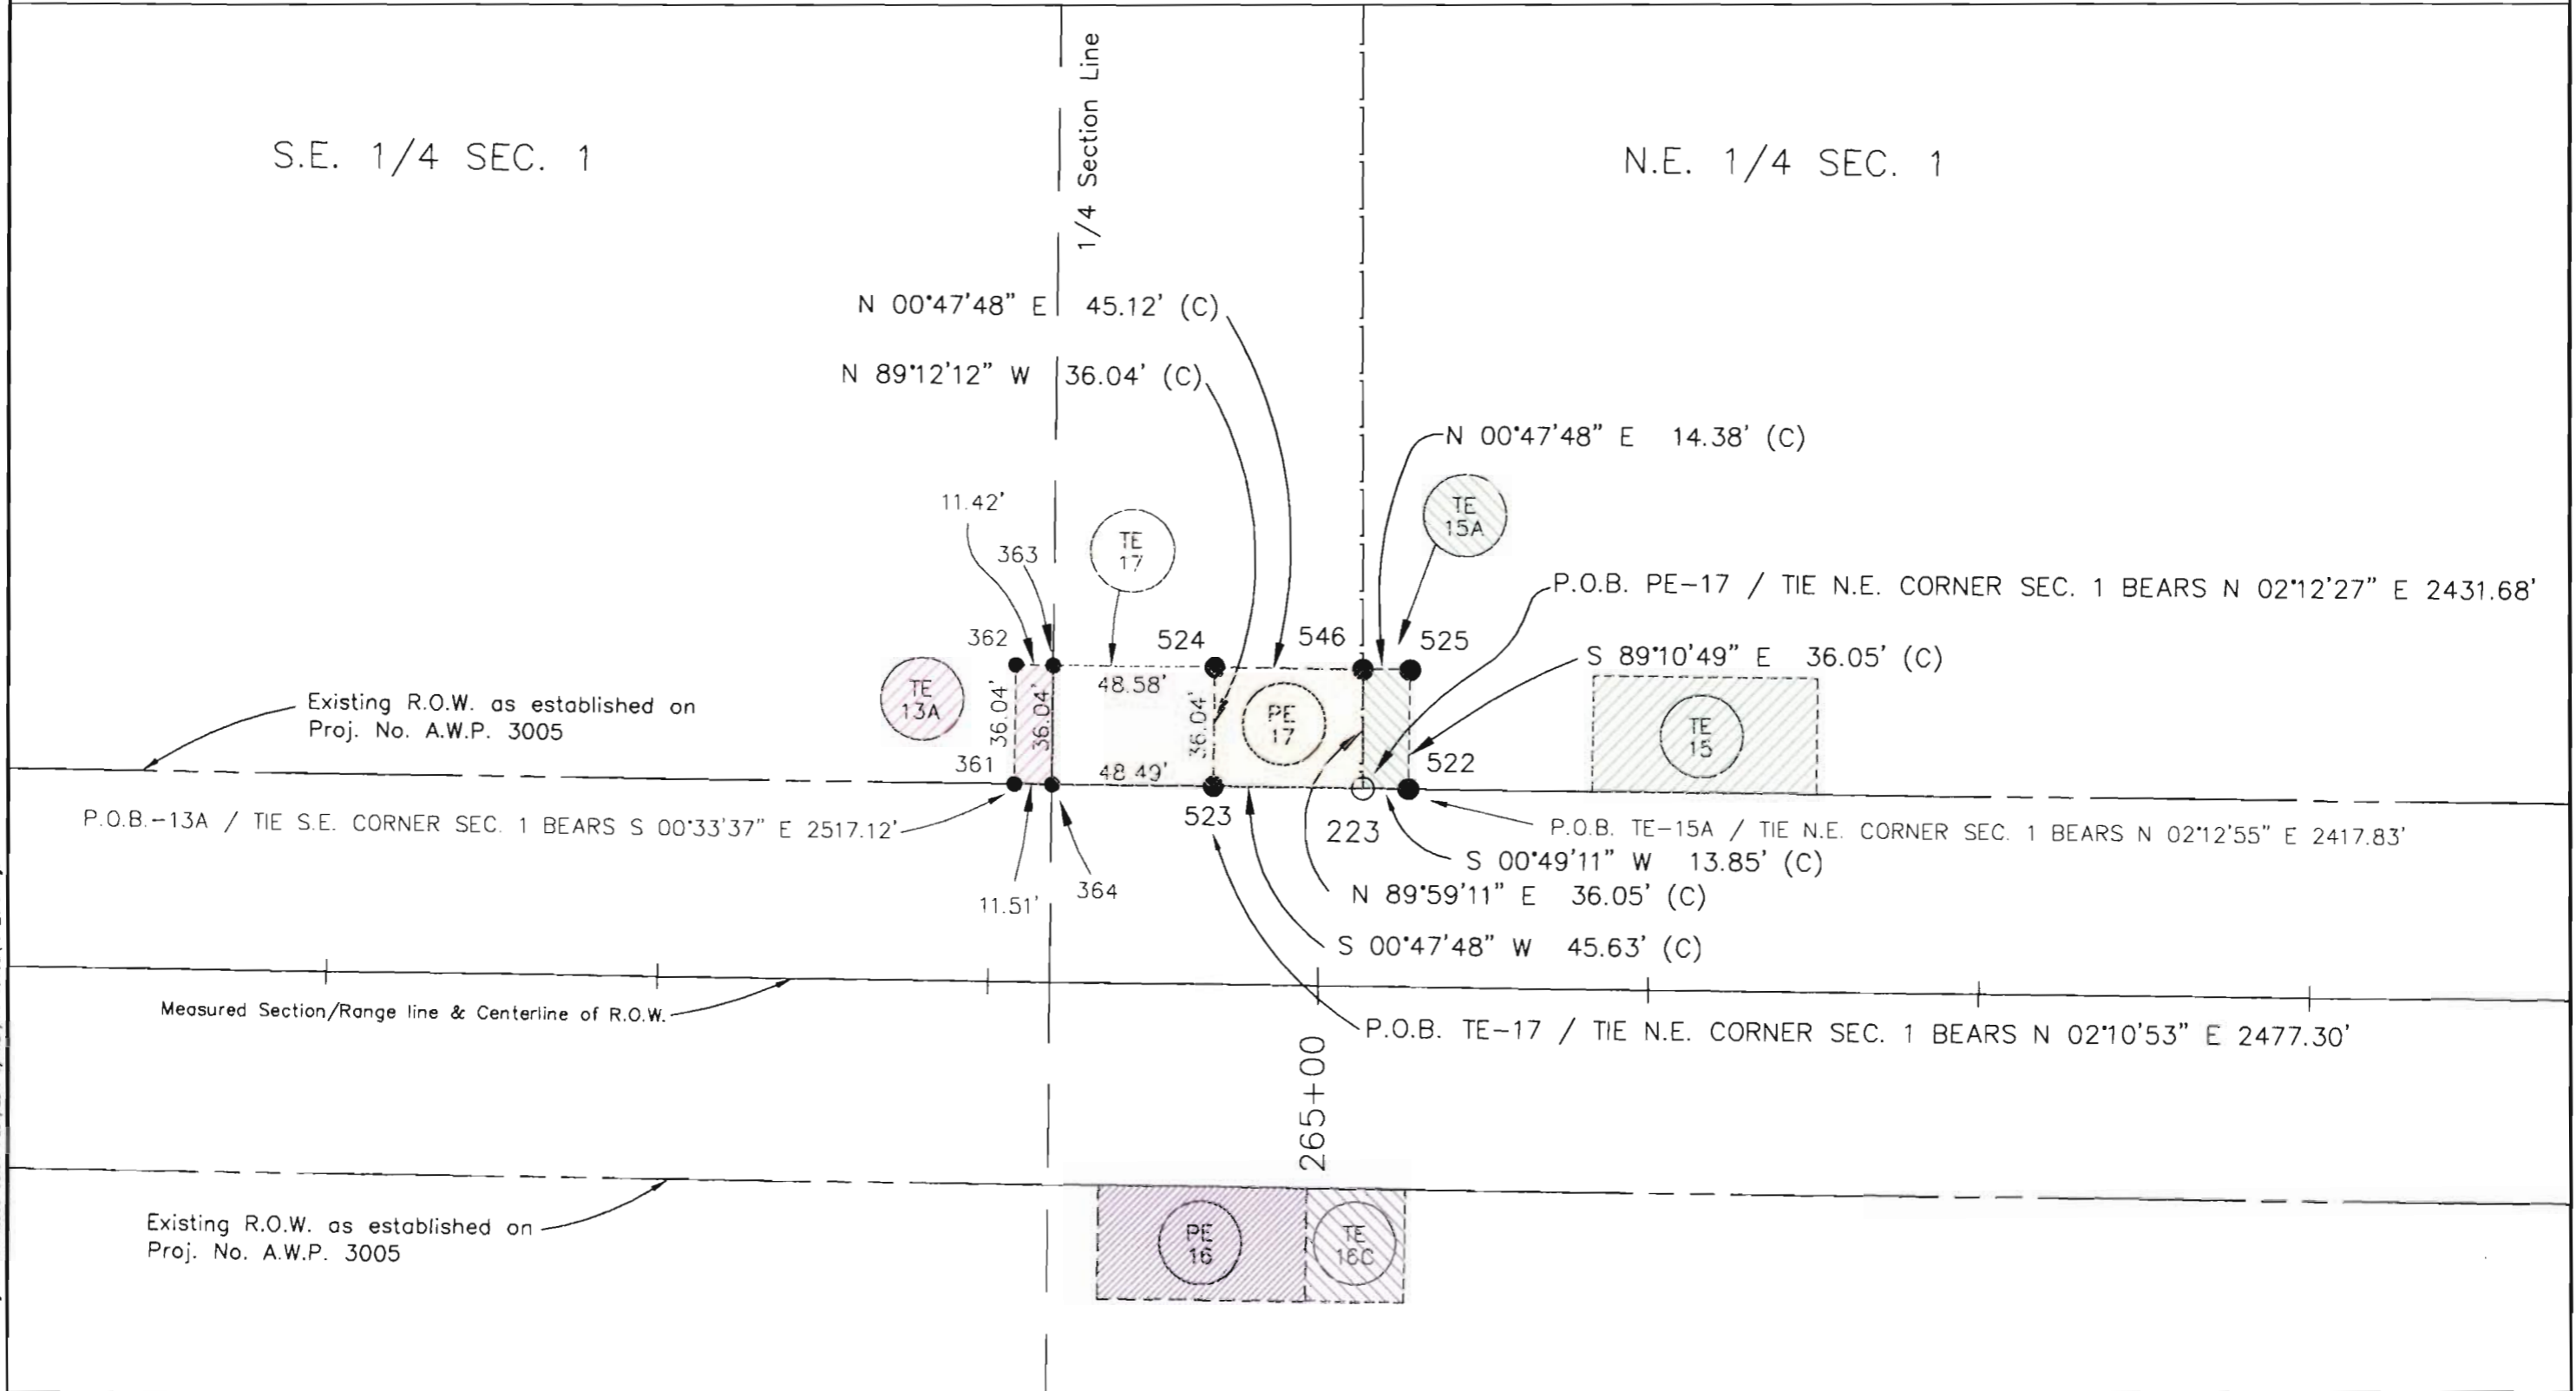 S.E. 1/4 SEC. 1
N.E. 1/4 SEC. 1
1/4 Section Line
N 00°47'48" E 45.12' (C)
N 89°12'12" W 36.04' (C)
N 00°47'48" E 14.38' (C)
11.42'
363
TE
17
TE
15A
P.O.B. PE-17 / TIE N.E. CORNER SEC. 1 BEARS N 02°12'27" E 2431.68'
362
524
546
525
S 89°10'49" E 36.05' (C)
TE
13A
36.04'
36.04'
48.58'
36.04'
PE
17
TE
15
Existing R.O.W. as established on
Proj. No. A.W.P. 3005
361
48.49'
522
P.O.B.-13A / TIE S.E. CORNER SEC. 1 BEARS S 00°33'37" E 2517.12'
523
223
P.O.B. TE-15A / TIE N.E. CORNER SEC. 1 BEARS N 02°12'55" E 2417.83'
S 00°49'11" W 13.85' (C)
11.51'
364
N 89°59'11" E 36.05' (C)
S 00°47'48" W 45.63' (C)
Measured Section/Range line & Centerline of R.O.W.
P.O.B. TE-17 / TIE N.E. CORNER SEC. 1 BEARS N 02°10'53" E 2477.30'
265+00
Existing R.O.W. as established on
Proj. No. A.W.P. 3005
PE
16
TE
16C